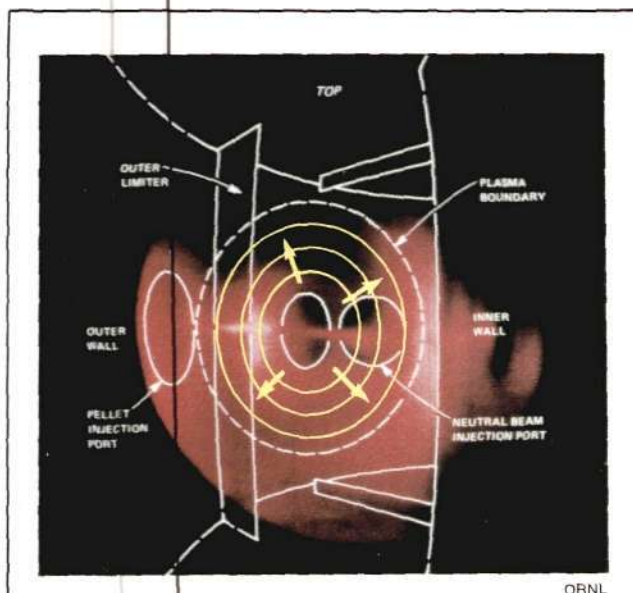 TOP
OUTER
LIMITER
PLASMA
BOUNDARY
OUTER
WALL
INNER
WALL
PELLET
INJECTION
PORT
NEUTRAL BEAM
INJECTION PORT
ORNL